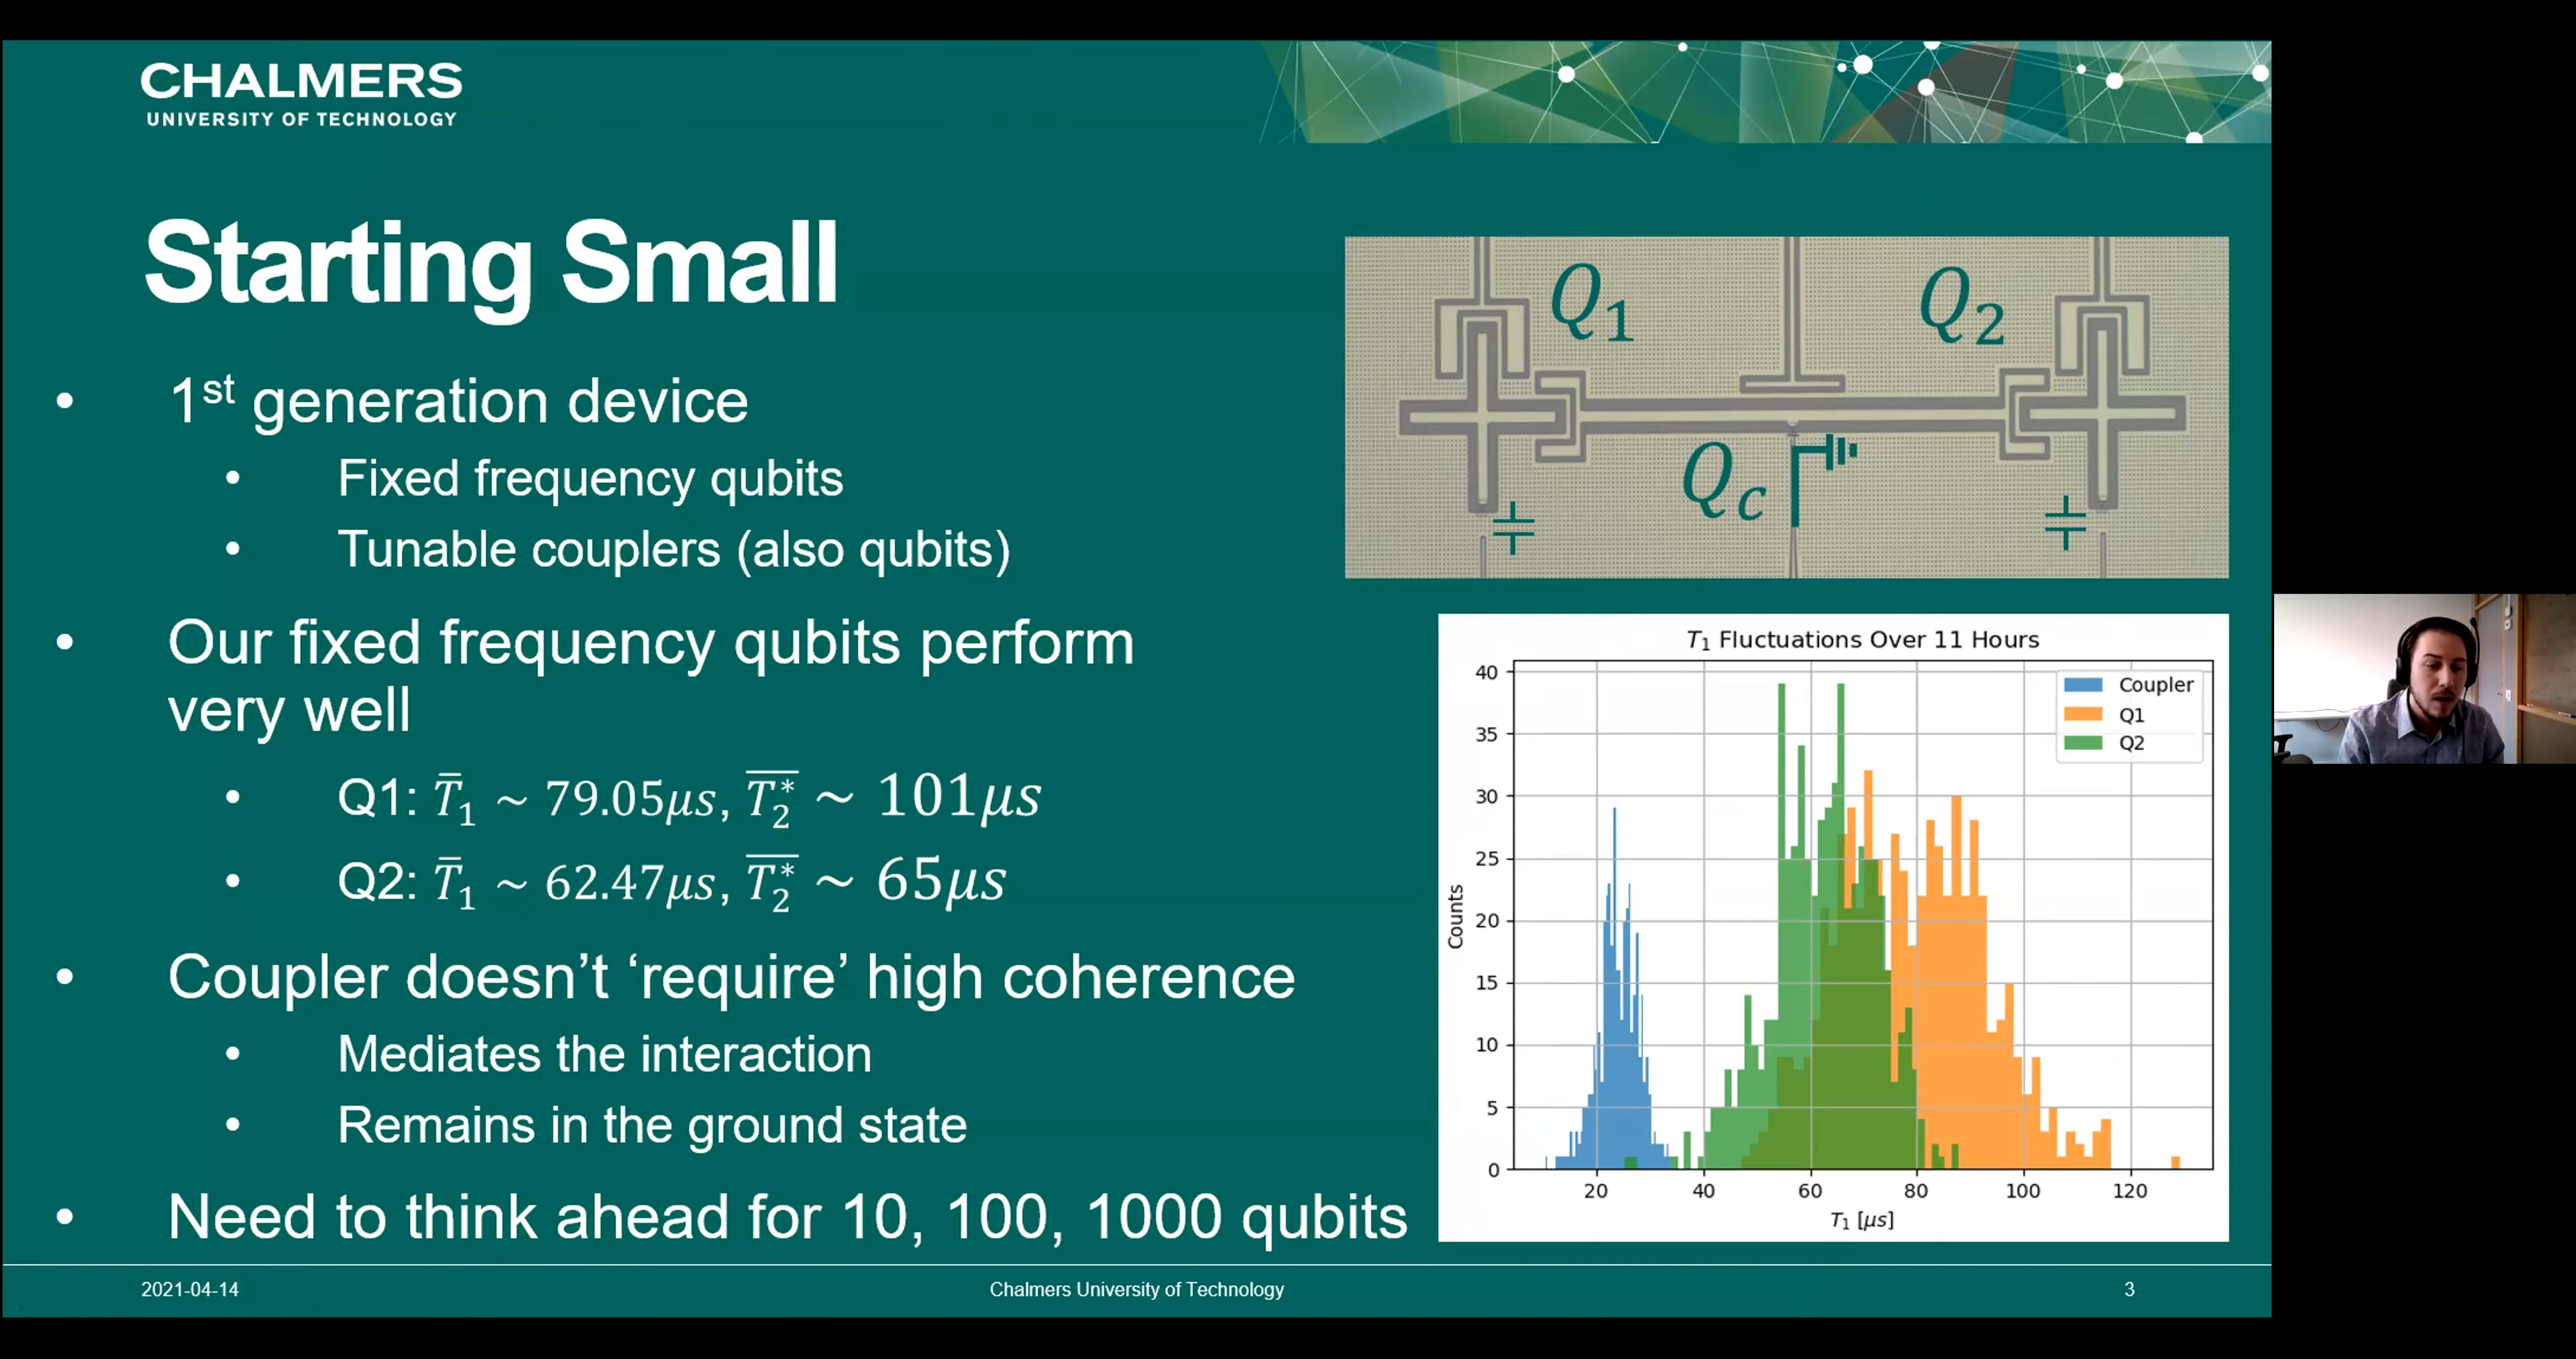 CHALMERS
UNIVERSITY OF TECHNOLOGY
Starting Small
• 1st generation device
• Fixed frequency qubits
• Tunable couplers (also qubits)
• Our fixed frequency qubits perform
very well
• Q1: T̄₁ ~ 79.05μs, T₂*‾ ~ 101μs
• Q2: T̄₁ ~ 62.47μs, T₂*‾ ~ 65μs
• Coupler doesn’t ‘require’ high coherence
• Mediates the interaction
• Remains in the ground state
• Need to think ahead for 10, 100, 1000 qubits
Q₁
Q₂
Q_c
T₁ Fluctuations Over 11 Hours
Coupler
Q1
Q2
Counts
40
35
30
25
20
15
10
5
0
20 40 60 80 100 120
T₁ [μs]
2021-04-14
Chalmers University of Technology
3